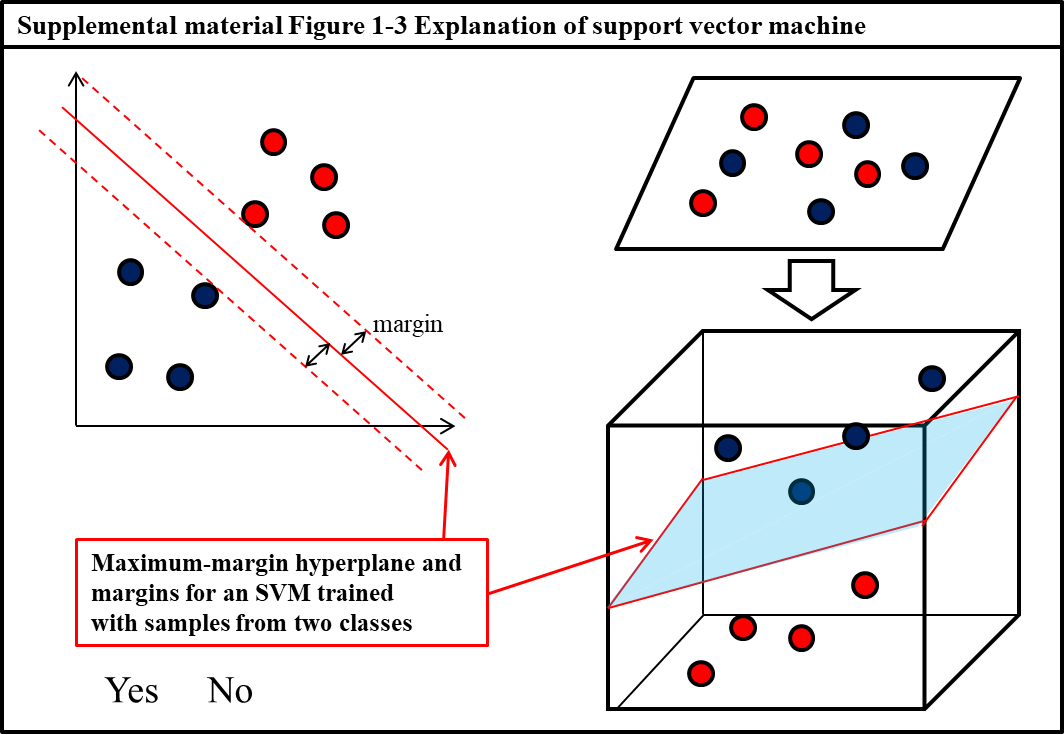 Supplemental material Figure 1-3 Explanation of support vector machine
margin
Maximum-margin hyperplane and
margins for an SVM trained
with samples from two classes
Yes No